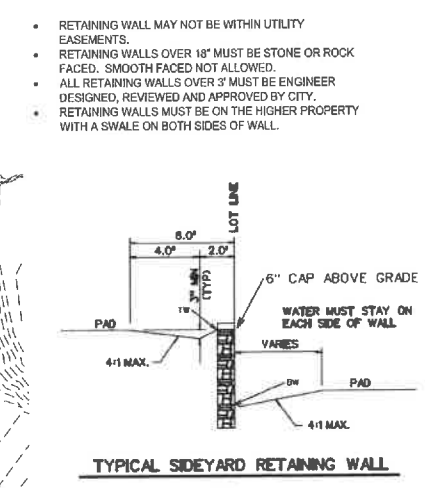 • RETAINING WALL MAY NOT BE WITHIN UTILITY
EASEMENTS.
• RETAINING WALLS OVER 18" MUST BE STONE OR ROCK
FACED. SMOOTH FACED NOT ALLOWED.
• ALL RETAINING WALLS OVER 3' MUST BE ENGINEER
DESIGNED, REVIEWED AND APPROVED BY CITY.
• RETAINING WALLS MUST BE ON THE HIGHER PROPERTY
WITH A SWALE ON BOTH SIDES OF WALL.
LOT LINE
6.0'
4.0'
2.0'
3" MIN
(TYP)
6" CAP ABOVE GRADE
TW
WATER MUST STAY ON
EACH SIDE OF WALL
PAD
VARIES
4:1 MAX.
BW
PAD
4:1 MAX.
TYPICAL SIDEYARD RETAINING WALL